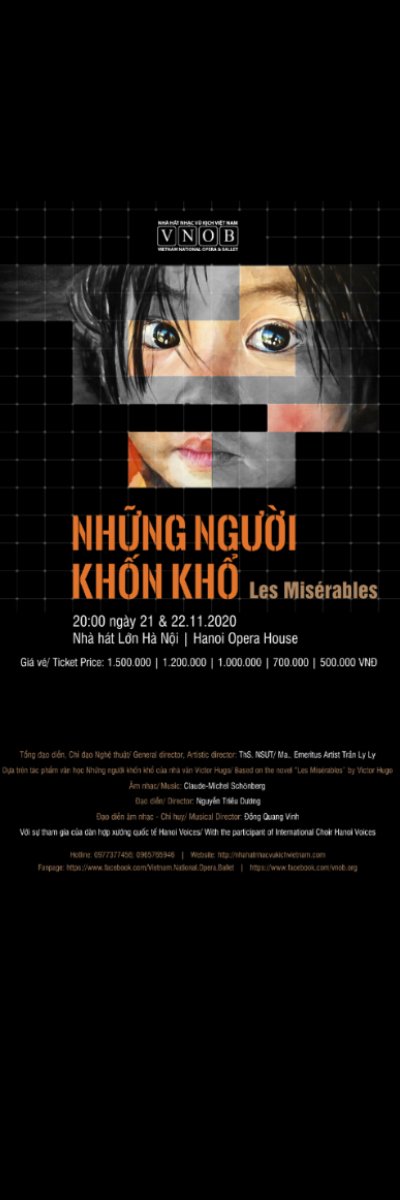 NHÀ HÁT NHẠC VŨ KỊCH VIỆT NAM
VNOB
VIETNAM NATIONAL OPERA & BALLET
NHỮNG NGƯỜI
KHỐN KHỔ Les Misérables
20:00 ngày 21 & 22.11.2020
Nhà hát Lớn Hà Nội | Hanoi Opera House
Giá vé/ Ticket Price: 1.500.000 | 1.200.000 | 1.000.000 | 700.000 | 500.000 VNĐ
Tổng đạo diễn, Chỉ đạo Nghệ thuật/ General director, Artistic director: ThS, NSƯT/ Ma., Emeritus Artist Trần Ly Ly
Dựa trên tác phẩm văn học Những người khốn khổ của nhà văn Victor Hugo/ Based on the novel "Les Misérables" by Victor Hugo
Âm nhạc/ Music: Claude-Michel Schönberg
Đạo diễn/ Director: Nguyễn Triều Dương
Đạo diễn âm nhạc - Chỉ huy/ Musical Director: Đồng Quang Vinh
Với sự tham gia của dàn hợp xướng quốc tế Hanoi Voices/ With the participant of International Choir Hanoi Voices
Hotline: 0977377456; 0965765946 | Website: http://nhahatnhacvukichvietnam.com
Fanpage: https://www.facebook.com/Vietnam.National.Opera.Ballet | https://www.facebook.com/vnob.org